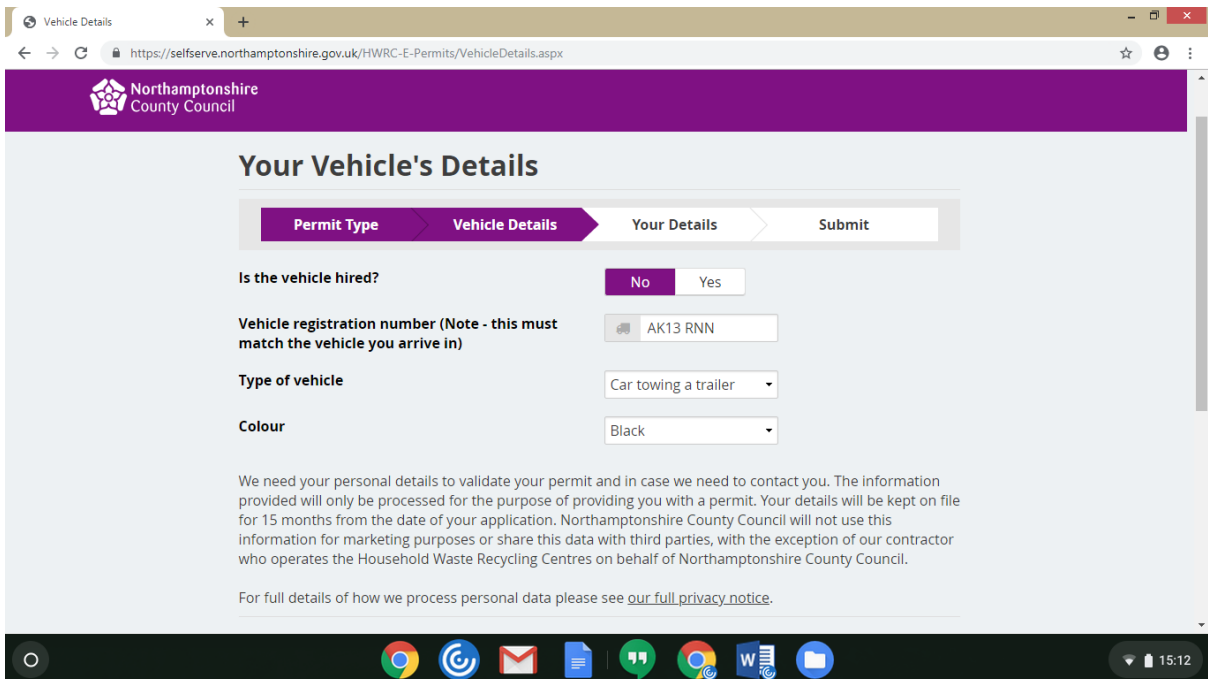 Vehicle Details
https://selfserve.northamptonshire.gov.uk/HWRC-E-Permits/VehicleDetails.aspx
Northamptonshire
County Council
Your Vehicle's Details
Permit Type Vehicle Details Your Details Submit
Is the vehicle hired? No Yes
Vehicle registration number (Note - this must
match the vehicle you arrive in)
AK13 RNN
Type of vehicle Car towing a trailer
Colour Black
We need your personal details to validate your permit and in case we need to contact you. The information
provided will only be processed for the purpose of providing you with a permit. Your details will be kept on file
for 15 months from the date of your application. Northamptonshire County Council will not use this
information for marketing purposes or share this data with third parties, with the exception of our contractor
who operates the Household Waste Recycling Centres on behalf of Northamptonshire County Council.
For full details of how we process personal data please see our full privacy notice.
W
15:12